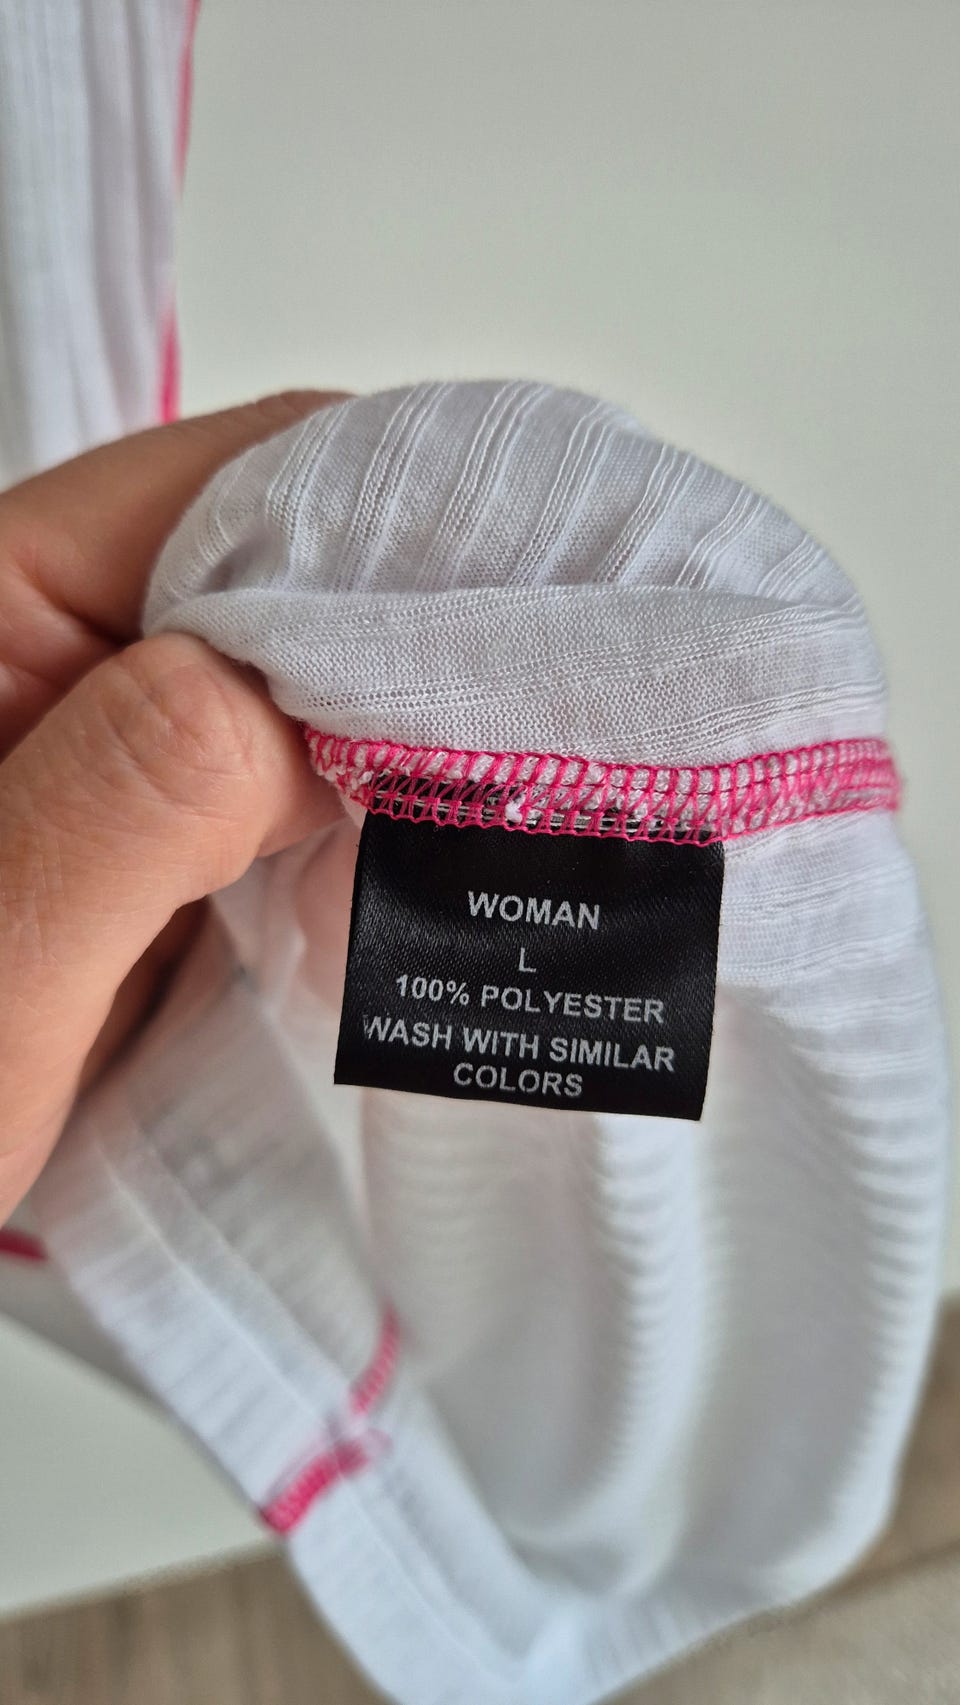 WOMAN
L
100% POLYESTER
WASH WITH SIMILAR
COLORS